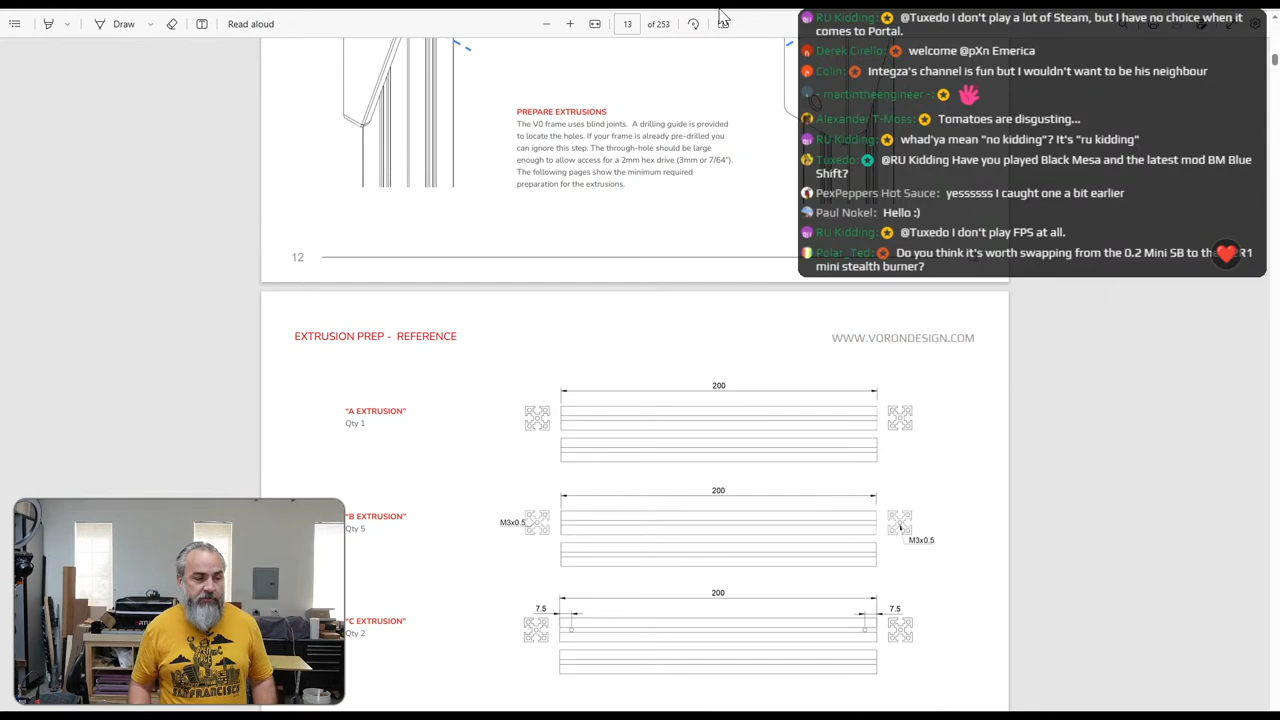 Draw
Read aloud
13 of 253
RU Kidding: @Tuxedo I don't play a lot of Steam, but I have no choice when it
comes to Portal.
Derek Cirello: welcome @pXn Emerica
Colin: Integza's channel is fun but I wouldn't want to be his neighbour
- martintheengineer -:
Alexander T-Moss: Tomatoes are disgusting...
RU Kidding: whad'ya mean "no kidding"? It's "ru kidding"
Tuxedo: @RU Kidding Have you played Black Mesa and the latest mod BM Blue
Shift?
PexPeppers Hot Sauce: yessssss I caught one a bit earlier
Paul Nokel: Hello :)
RU Kidding: @Tuxedo I don't play FPS at all.
Polar_Ted: Do you think it's worth swapping from the 0.2 Mini SB to the
mini stealth burner?
PREPARE EXTRUSIONS
The V0 frame uses blind joints. A drilling guide is provided
to locate the holes. If your frame is already pre-drilled you
can ignore this step. The through-hole should be large
enough to allow access for a 2mm hex drive (3mm or 7/64").
The following pages show the minimum required
preparation for the extrusions.
12
EXTRUSION PREP - REFERENCE
WWW.VORONDESIGN.COM
200
"A EXTRUSION"
Qty 1
200
"B EXTRUSION"
Qty 5
M3x0.5
M3x0.5
200
7.5
7.5
"C EXTRUSION"
Qty 2
SANFRANCISCO